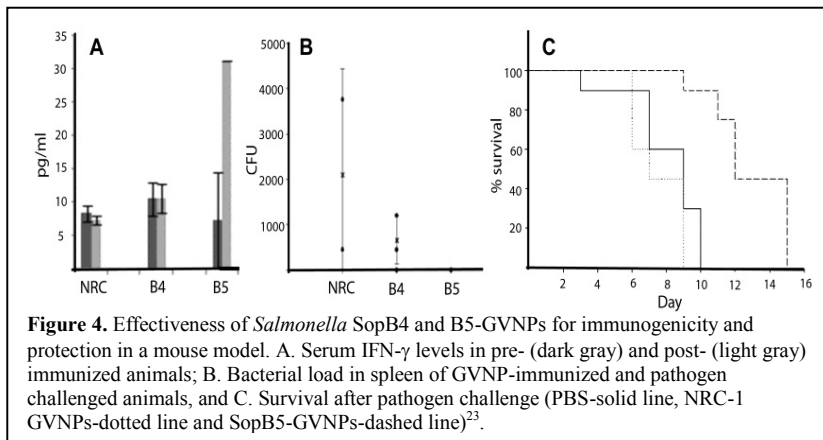 A
35
30
25
20
15
10
5
pg/ml
NRC
B4
B5
B
5000
4000
3000
2000
1000
CFU
NRC
B4
B5
C
100
80
60
40
20
% survival
2
4
6
8
10
12
14
16
Day
Figure 4. Effectiveness of Salmonella SopB4 and B5-GVNPs for immunogenicity and
protection in a mouse model. A. Serum IFN-γ levels in pre- (dark gray) and post- (light gray)
immunized animals; B. Bacterial load in spleen of GVNP-immunized and pathogen
challenged animals, and C. Survival after pathogen challenge (PBS-solid line, NRC-1
GVNPs-dotted line and SopB5-GVNPs-dashed line)23.